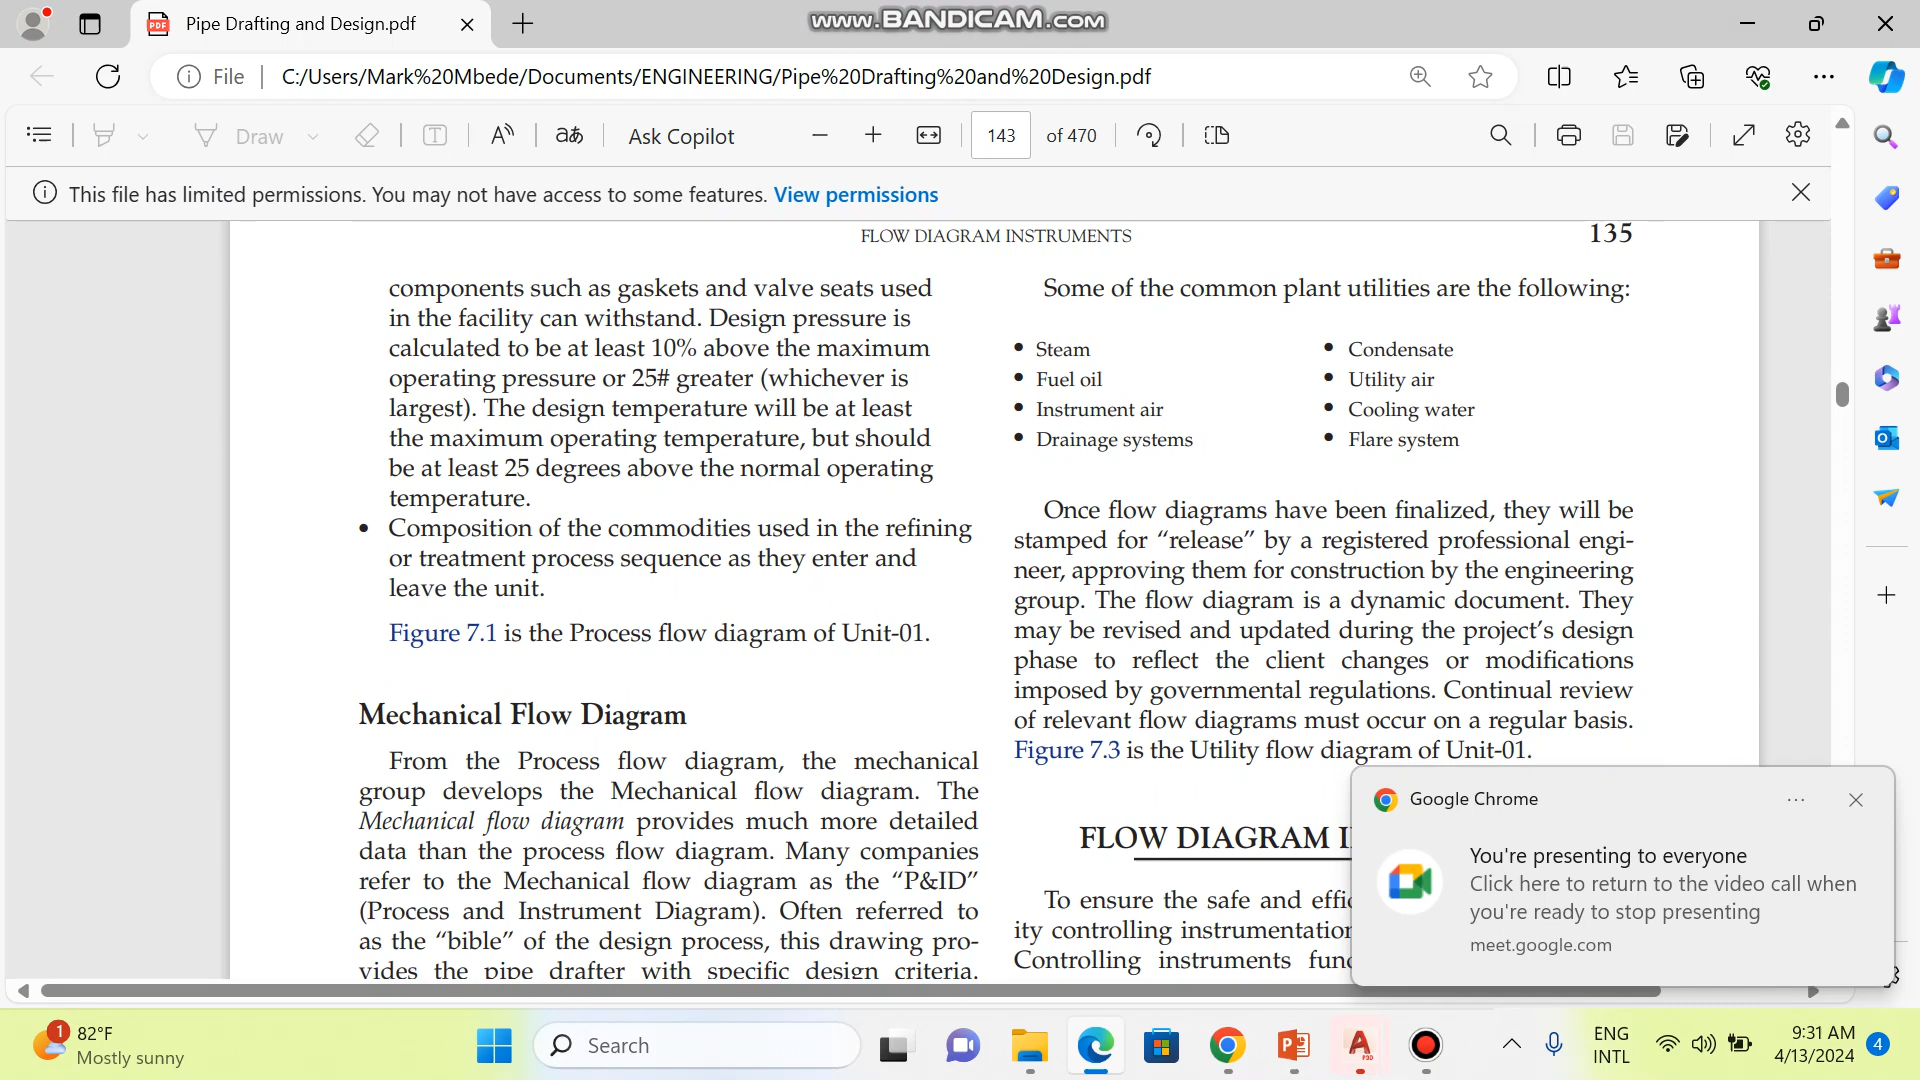 Pipe Drafting and Design.pdf
www.BANDICAM.com
File
C:/Users/Mark%20Mbede/Documents/ENGINEERING/Pipe%20Drafting%20and%20Design.pdf
Draw
Ask Copilot
143 of 470
This file has limited permissions. You may not have access to some features. View permissions
FLOW DIAGRAM INSTRUMENTS
135
components such as gaskets and valve seats used
in the facility can withstand. Design pressure is
calculated to be at least 10% above the maximum
operating pressure or 25# greater (whichever is
largest). The design temperature will be at least
the maximum operating temperature, but should
be at least 25 degrees above the normal operating
temperature.
• Composition of the commodities used in the refining
or treatment process sequence as they enter and
leave the unit.
Figure 7.1 is the Process flow diagram of Unit-01.
Mechanical Flow Diagram
From the Process flow diagram, the mechanical
group develops the Mechanical flow diagram. The
Mechanical flow diagram provides much more detailed
data than the process flow diagram. Many companies
refer to the Mechanical flow diagram as the “P&ID”
(Process and Instrument Diagram). Often referred to
as the “bible” of the design process, this drawing pro-
vides the pipe drafter with specific design criteria.
Some of the common plant utilities are the following:
• Steam
• Fuel oil
• Instrument air
• Drainage systems
• Condensate
• Utility air
• Cooling water
• Flare system
Once flow diagrams have been finalized, they will be
stamped for “release” by a registered professional engi-
neer, approving them for construction by the engineering
group. The flow diagram is a dynamic document. They
may be revised and updated during the project’s design
phase to reflect the client changes or modifications
imposed by governmental regulations. Continual review
of relevant flow diagrams must occur on a regular basis.
Figure 7.3 is the Utility flow diagram of Unit-01.
FLOW DIAGRAM
To ensure the safe and
ity controlling
Controlling instruments
Google Chrome
You're presenting to everyone
Click here to return to the video call when
you're ready to stop presenting
meet.google.com
1
82°F
Mostly sunny
Search
ENG
INTL
9:31 AM
4/13/2024
4